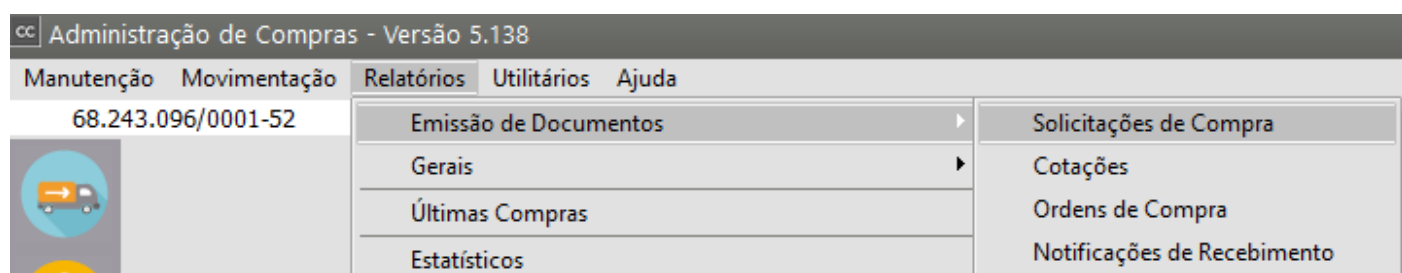 cc Administração de Compras - Versão 5.138
Manutenção Movimentação Relatórios Utilitários Ajuda
68.243.096/0001-52
Emissão de Documentos
Gerais
Últimas Compras
Estatísticos
Solicitações de Compra
Cotações
Ordens de Compra
Notificações de Recebimento